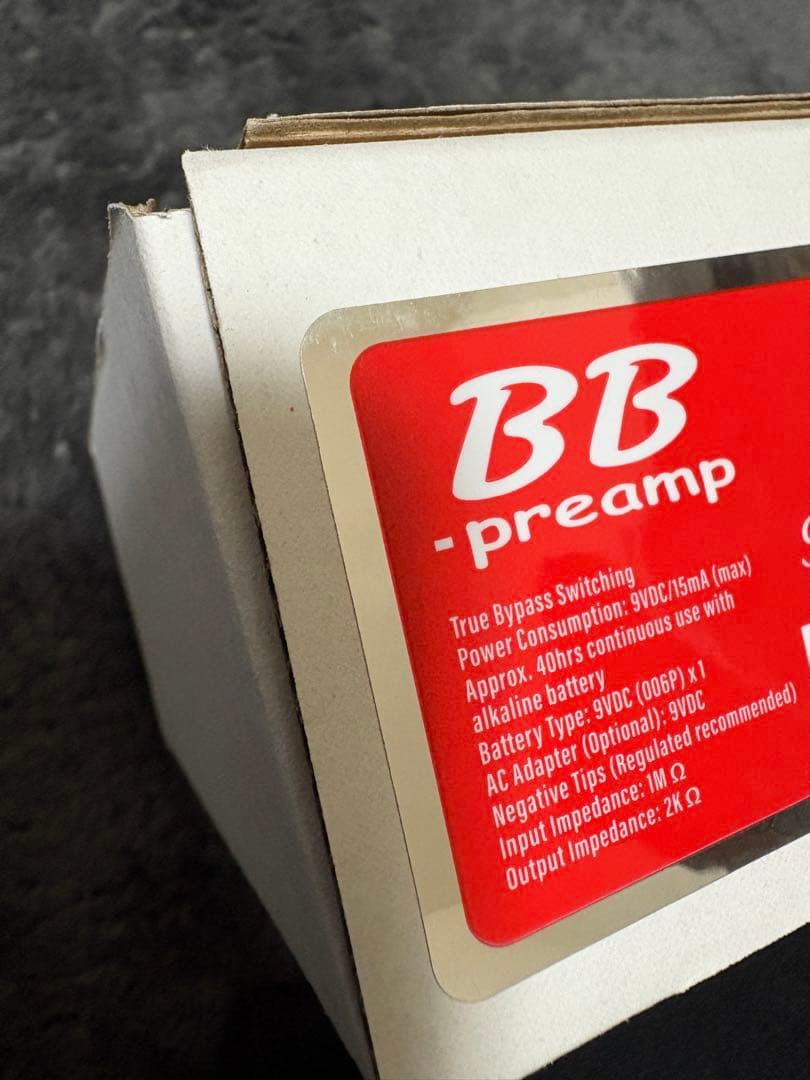 BB
-preamp
True Bypass Switching
Power Consumption: 9VDC/15mA (max)
Approx. 40hrs continuous use with
alkaline battery
Battery Type: 9VDC (006P) x 1
AC Adapter (Optional): 9VDC
Negative Tips (Regulated recommended)
Input Impedance: 1M Ω
Output Impedance: 2K Ω